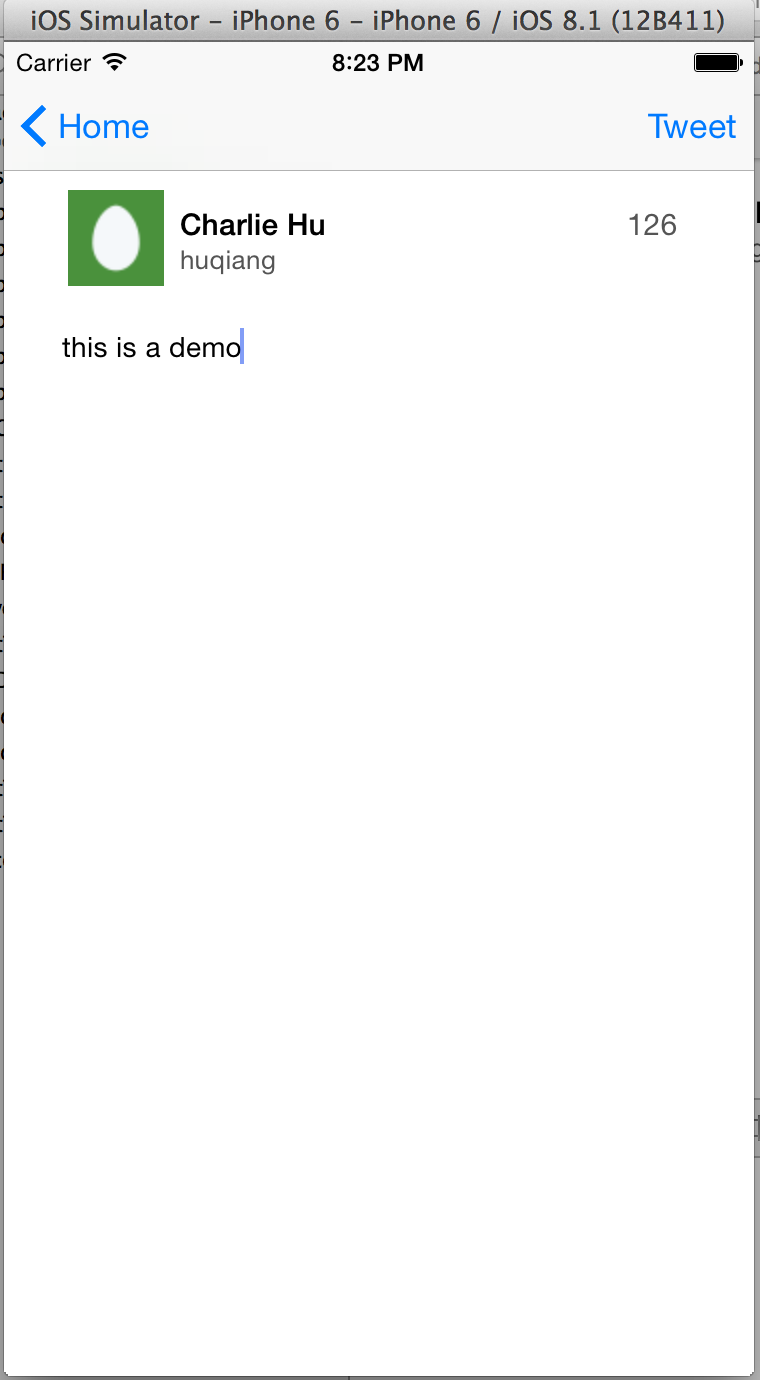 iOS Simulator – iPhone 6 – iPhone 6 / iOS 8.1 (12B411)
Carrier 8:23 PM
Home Tweet
Charlie Hu 126
huqiang
this is a demo